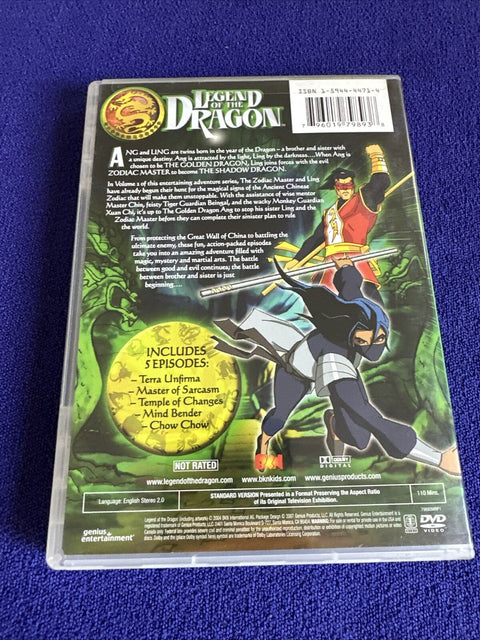 LEGEND
OF THE
DRAGON
ISBN 1-5944-4471-4
7 96019 79893 8
ANG and LING are twins born in the year of the Dragon – a brother and sister with
a unique destiny. Ang is attracted by the light, Ling by the darkness.....When Ang is
chosen to be THE GOLDEN DRAGON, Ling joins forces with the evil
ZODIAC MASTER to become THE SHADOW DRAGON.
In Volume 1 of this entertaining adventure series, The Zodiac Master and Ling
have already begun their hunt for the magical signs of the Ancient Chinese
Zodiac that will make them unstoppable. With the assistance of wise mentor
Master Chin, feisty Tiger Guardian Beingal, and the wacky Monkey Guardian
Xuan Chi, it's up to the Golden Dragon Ang to stop his sister Ling and the
Zodiac Master before they can complete their sinister plan to rule
the world.
From protecting the Great Wall of China to battling the
ultimate enemy, these fun, action-packed episodes
take you into an amazing adventure filled with
magic, mystery and martial arts. The battle
between good and evil continues; the battle
between brother and sister is just
beginning....
INCLUDES
5 EPISODES:
– Terra Unfirma
– Master of Sarcasm
– Temple of Changes
– Mind Bender
– Chow Chow
NOT RATED
DOLBY
DIGITAL
www.legendofthedragon.com
www.bknkids.com
www.geniusproducts.com
Language: English Stereo 2.0
STANDARD VERSION Presented in a Format Preserving the Aspect Ratio
of its Original Television Exhibition.
110 Mins.
genius
entertainment
DVD
VIDEO